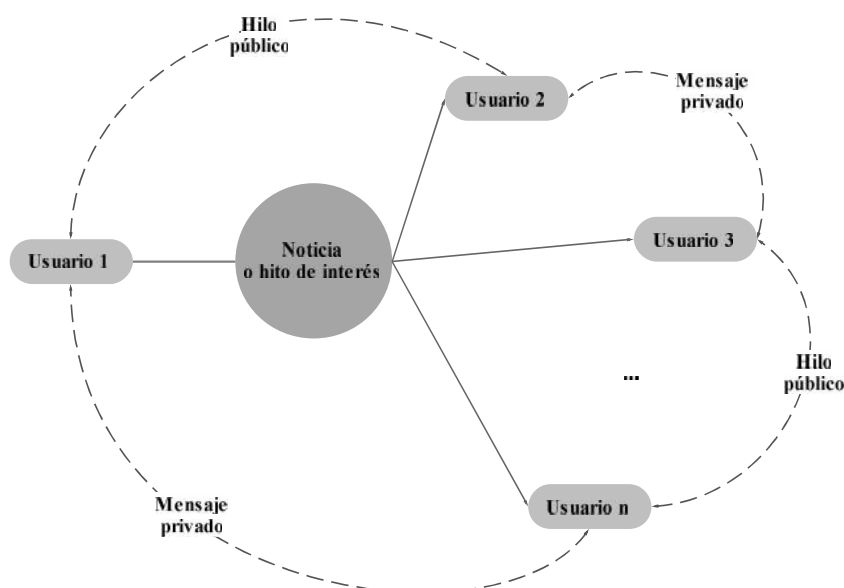 Hilo
público
Usuario 2
Mensaje
privado
Usuario 3
Noticia
o hito de interés
Usuario 1
Hilo
público
...
Mensaje
privado
Usuario n